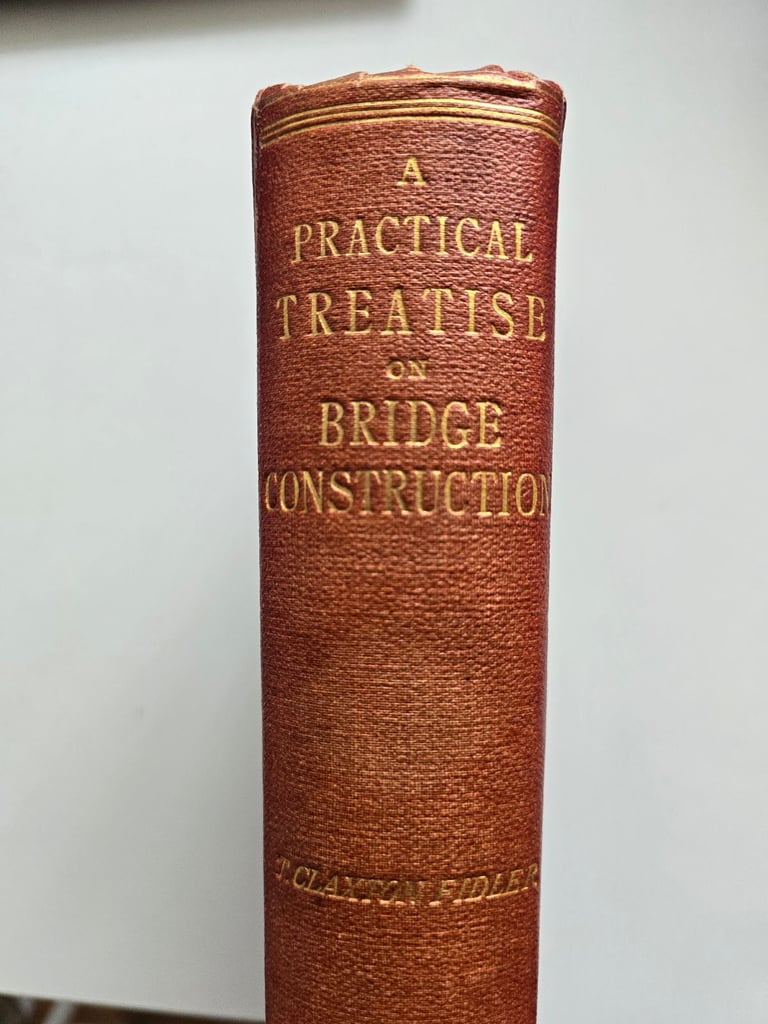 A
PRACTICAL
TREATISE
ON
BRIDGE
CONSTRUCTION
T. CLAXTON FIDLER